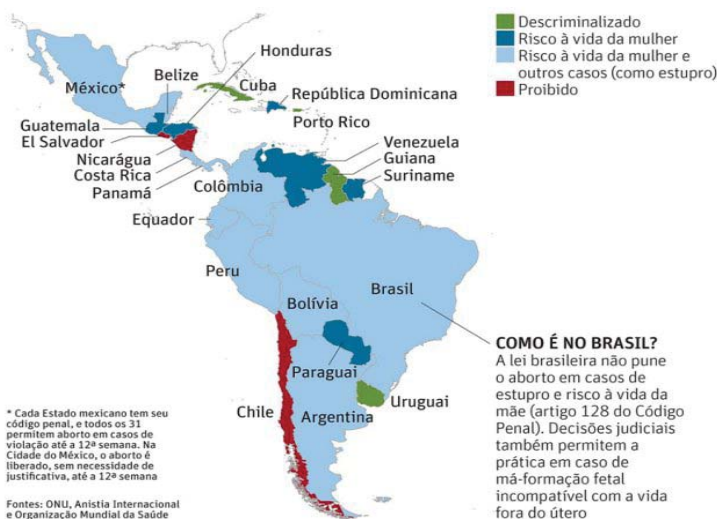 Descriminalizado
Risco à vida da mulher
Risco à vida da mulher e
outros casos (como estupro)
Proibido
Honduras
Belize
México*
Cuba
República Dominicana
Porto Rico
Guatemala
El Salvador
Nicarágua
Costa Rica
Panamá
Venezuela
Guiana
Suriname
Colômbia
Equador
Peru
Brasil
Bolívia
Paraguai
Chile
Argentina
Uruguai
COMO É NO BRASIL?
A lei brasileira não pune
o aborto em casos de
estupro e risco à vida da
mãe (artigo 128 do Código
Penal). Decisões judiciais
também permitem a
prática em caso de
má-formação fetal
incompatível com a vida
fora do útero
* Cada Estado mexicano tem seu
código penal, e todos os 31
permitem aborto em casos de
violação até a 12ª semana. Na
Cidade do México, o aborto é
liberado, sem necessidade de
justificativa, até a 12ª semana
Fontes: ONU, Anistia Internacional
e Organização Mundial da Saúde